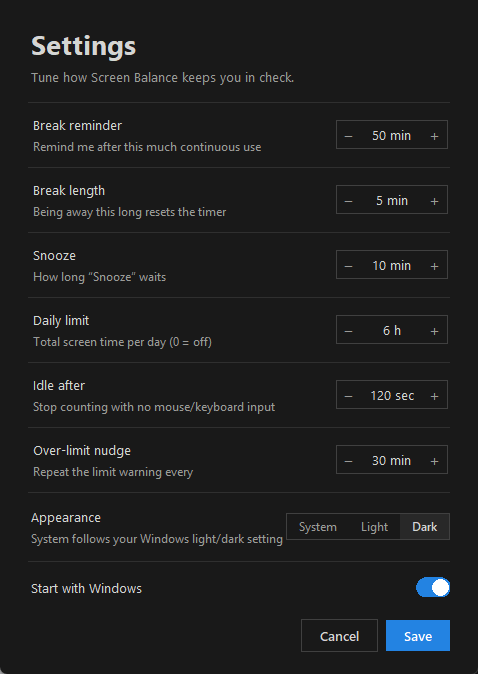 Settings
Tune how Screen Balance keeps you in check.
Break reminder
Remind me after this much continuous use
− 50 min +
Break length
Being away this long resets the timer
− 5 min +
Snooze
How long “Snooze” waits
− 10 min +
Daily limit
Total screen time per day (0 = off)
− 6 h +
Idle after
Stop counting with no mouse/keyboard input
− 120 sec +
Over-limit nudge
Repeat the limit warning every
− 30 min +
Appearance
System follows your Windows light/dark setting
System Light Dark
Start with Windows
Cancel Save